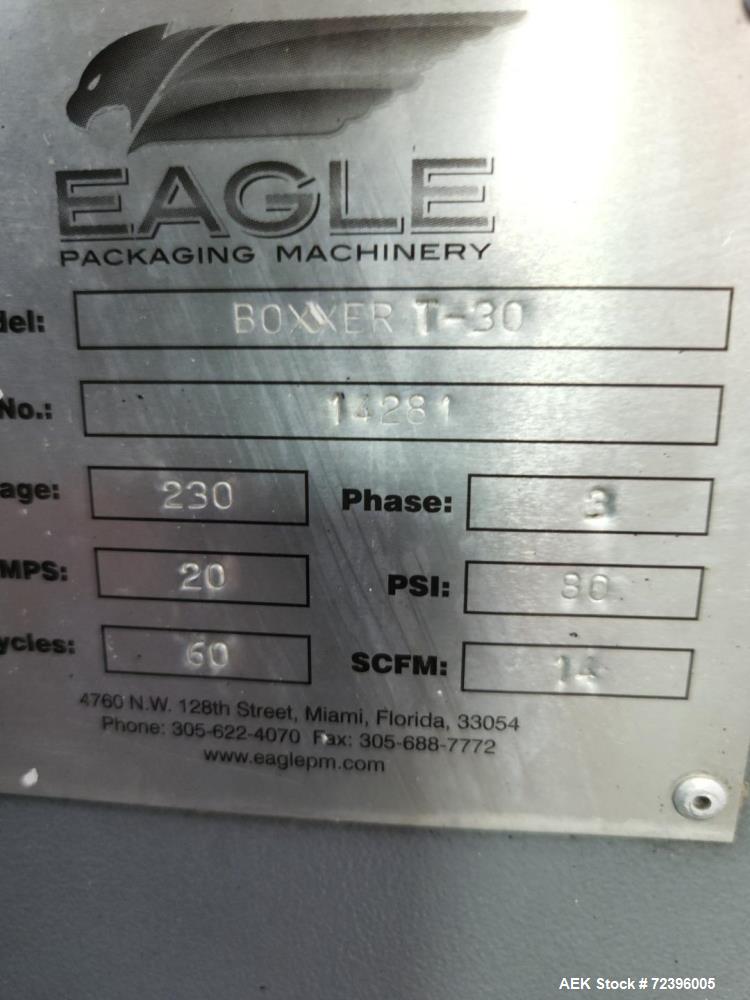 EAGLE
PACKAGING MACHINERY
del: BOXXER T-30
No.: 14281
age: 230 Phase: 3
MPS: 20 PSI: 80
ycles: 60 SCFM: 14
4760 N.W. 128th Street, Miami, Florida, 33054
Phone: 305-622-4070 Fax: 305-688-7772
www.eaglepm.com
AEK Stock # 72396005